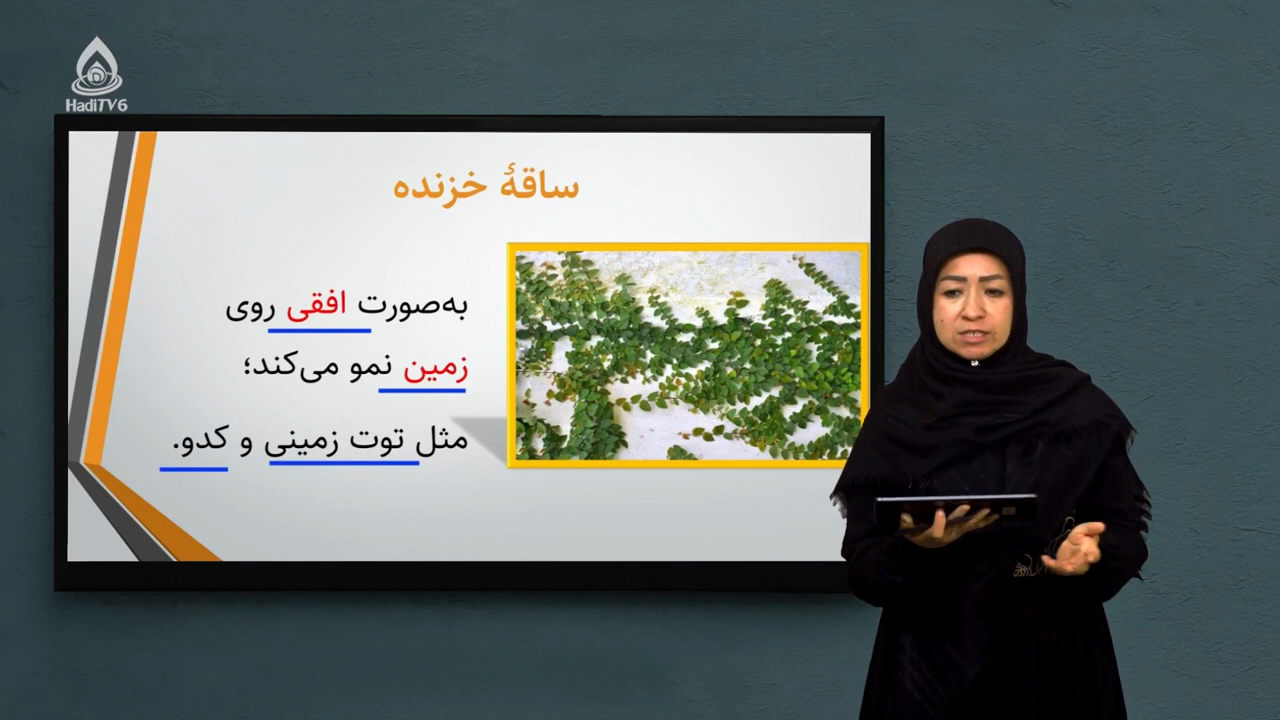 HadiTV6
ساقهٔ خزنده
به‌صورت افقی روی
زمین نمو می‌کند؛
مثل توت زمینی و کدو.